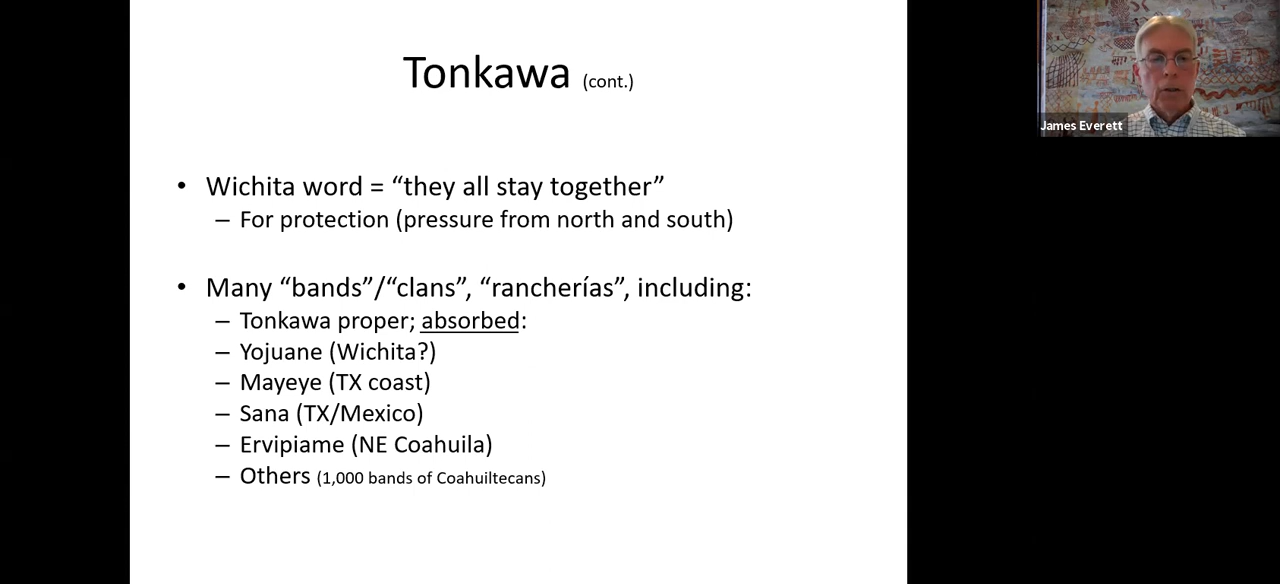 Tonkawa (cont.)
• Wichita word = “they all stay together”
– For protection (pressure from north and south)
• Many “bands”/“clans”, “rancherías”, including:
– Tonkawa proper; absorbed:
– Yojuane (Wichita?)
– Mayeye (TX coast)
– Sana (TX/Mexico)
– Ervipiame (NE Coahuila)
– Others (1,000 bands of Coahuiltecans)
James Everett